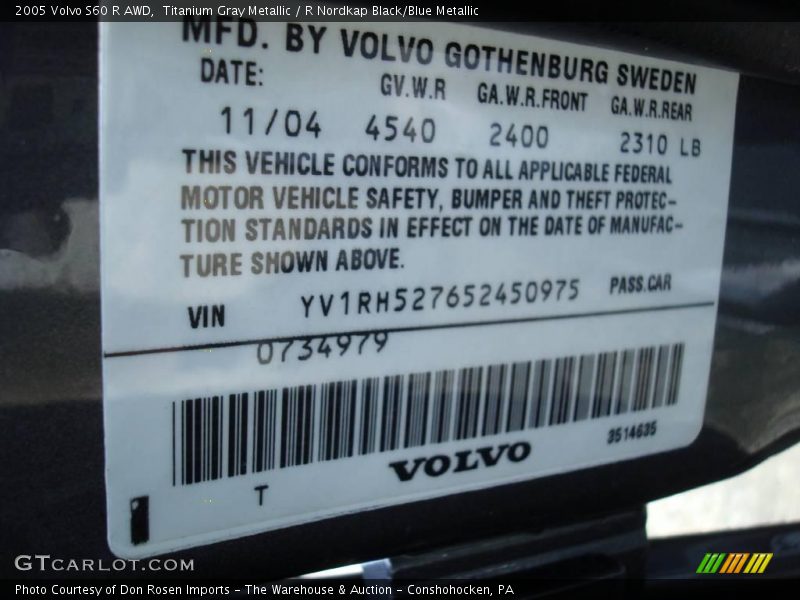 2005 Volvo S60 R AWD,  Titanium Gray Metallic / R Nordkap Black/Blue Metallic
MFD. BY VOLVO GOTHENBURG SWEDEN
DATE: GV.W.R GA.W.R.FRONT GA.W.R.REAR
11/04 4540 2400 2310 LB
THIS VEHICLE CONFORMS TO ALL APPLICABLE FEDERAL
MOTOR VEHICLE SAFETY, BUMPER AND THEFT PROTEC-
TION STANDARDS IN EFFECT ON THE DATE OF MANUFAC-
TURE SHOWN ABOVE.
VIN YV1RH527652450975 PASS.CAR
0734979
VOLVO 3514635
T
GTCARLOT.COM
Photo Courtesy of Don Rosen Imports - The Warehouse & Auction - Conshohocken, PA